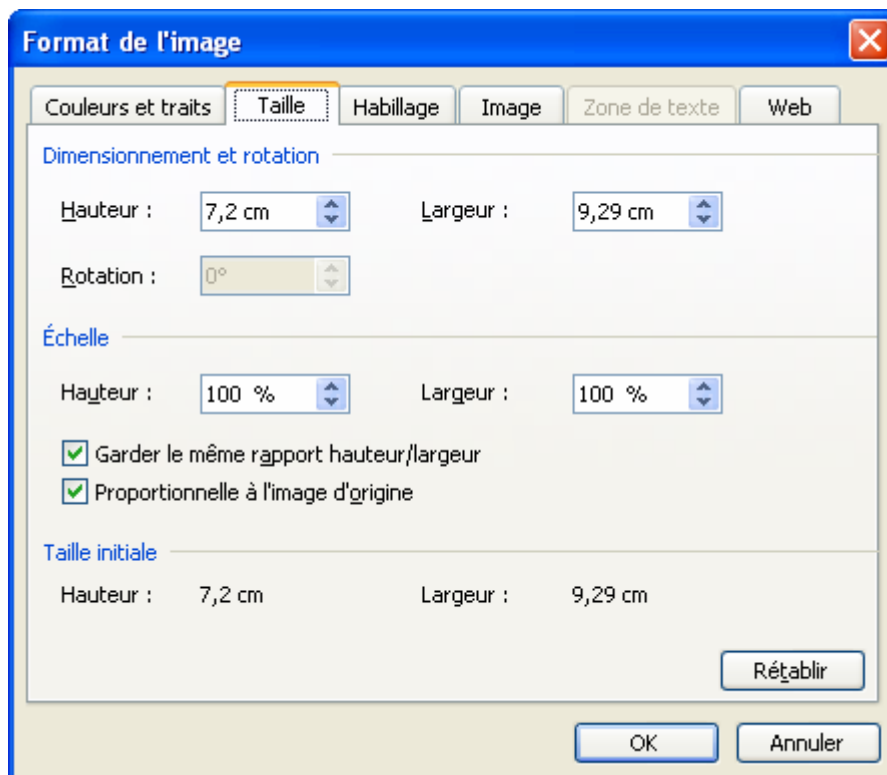 Format de l'image
Couleurs et traits Taille Habillage Image Zone de texte Web
Dimensionnement et rotation
Hauteur : 7,2 cm Largeur : 9,29 cm
Rotation : 0°
Échelle
Hauteur : 100 % Largeur : 100 %
Garder le même rapport hauteur/largeur
Proportionnelle à l'image d'origine
Taille initiale
Hauteur : 7,2 cm Largeur : 9,29 cm
Rétablir
OK Annuler